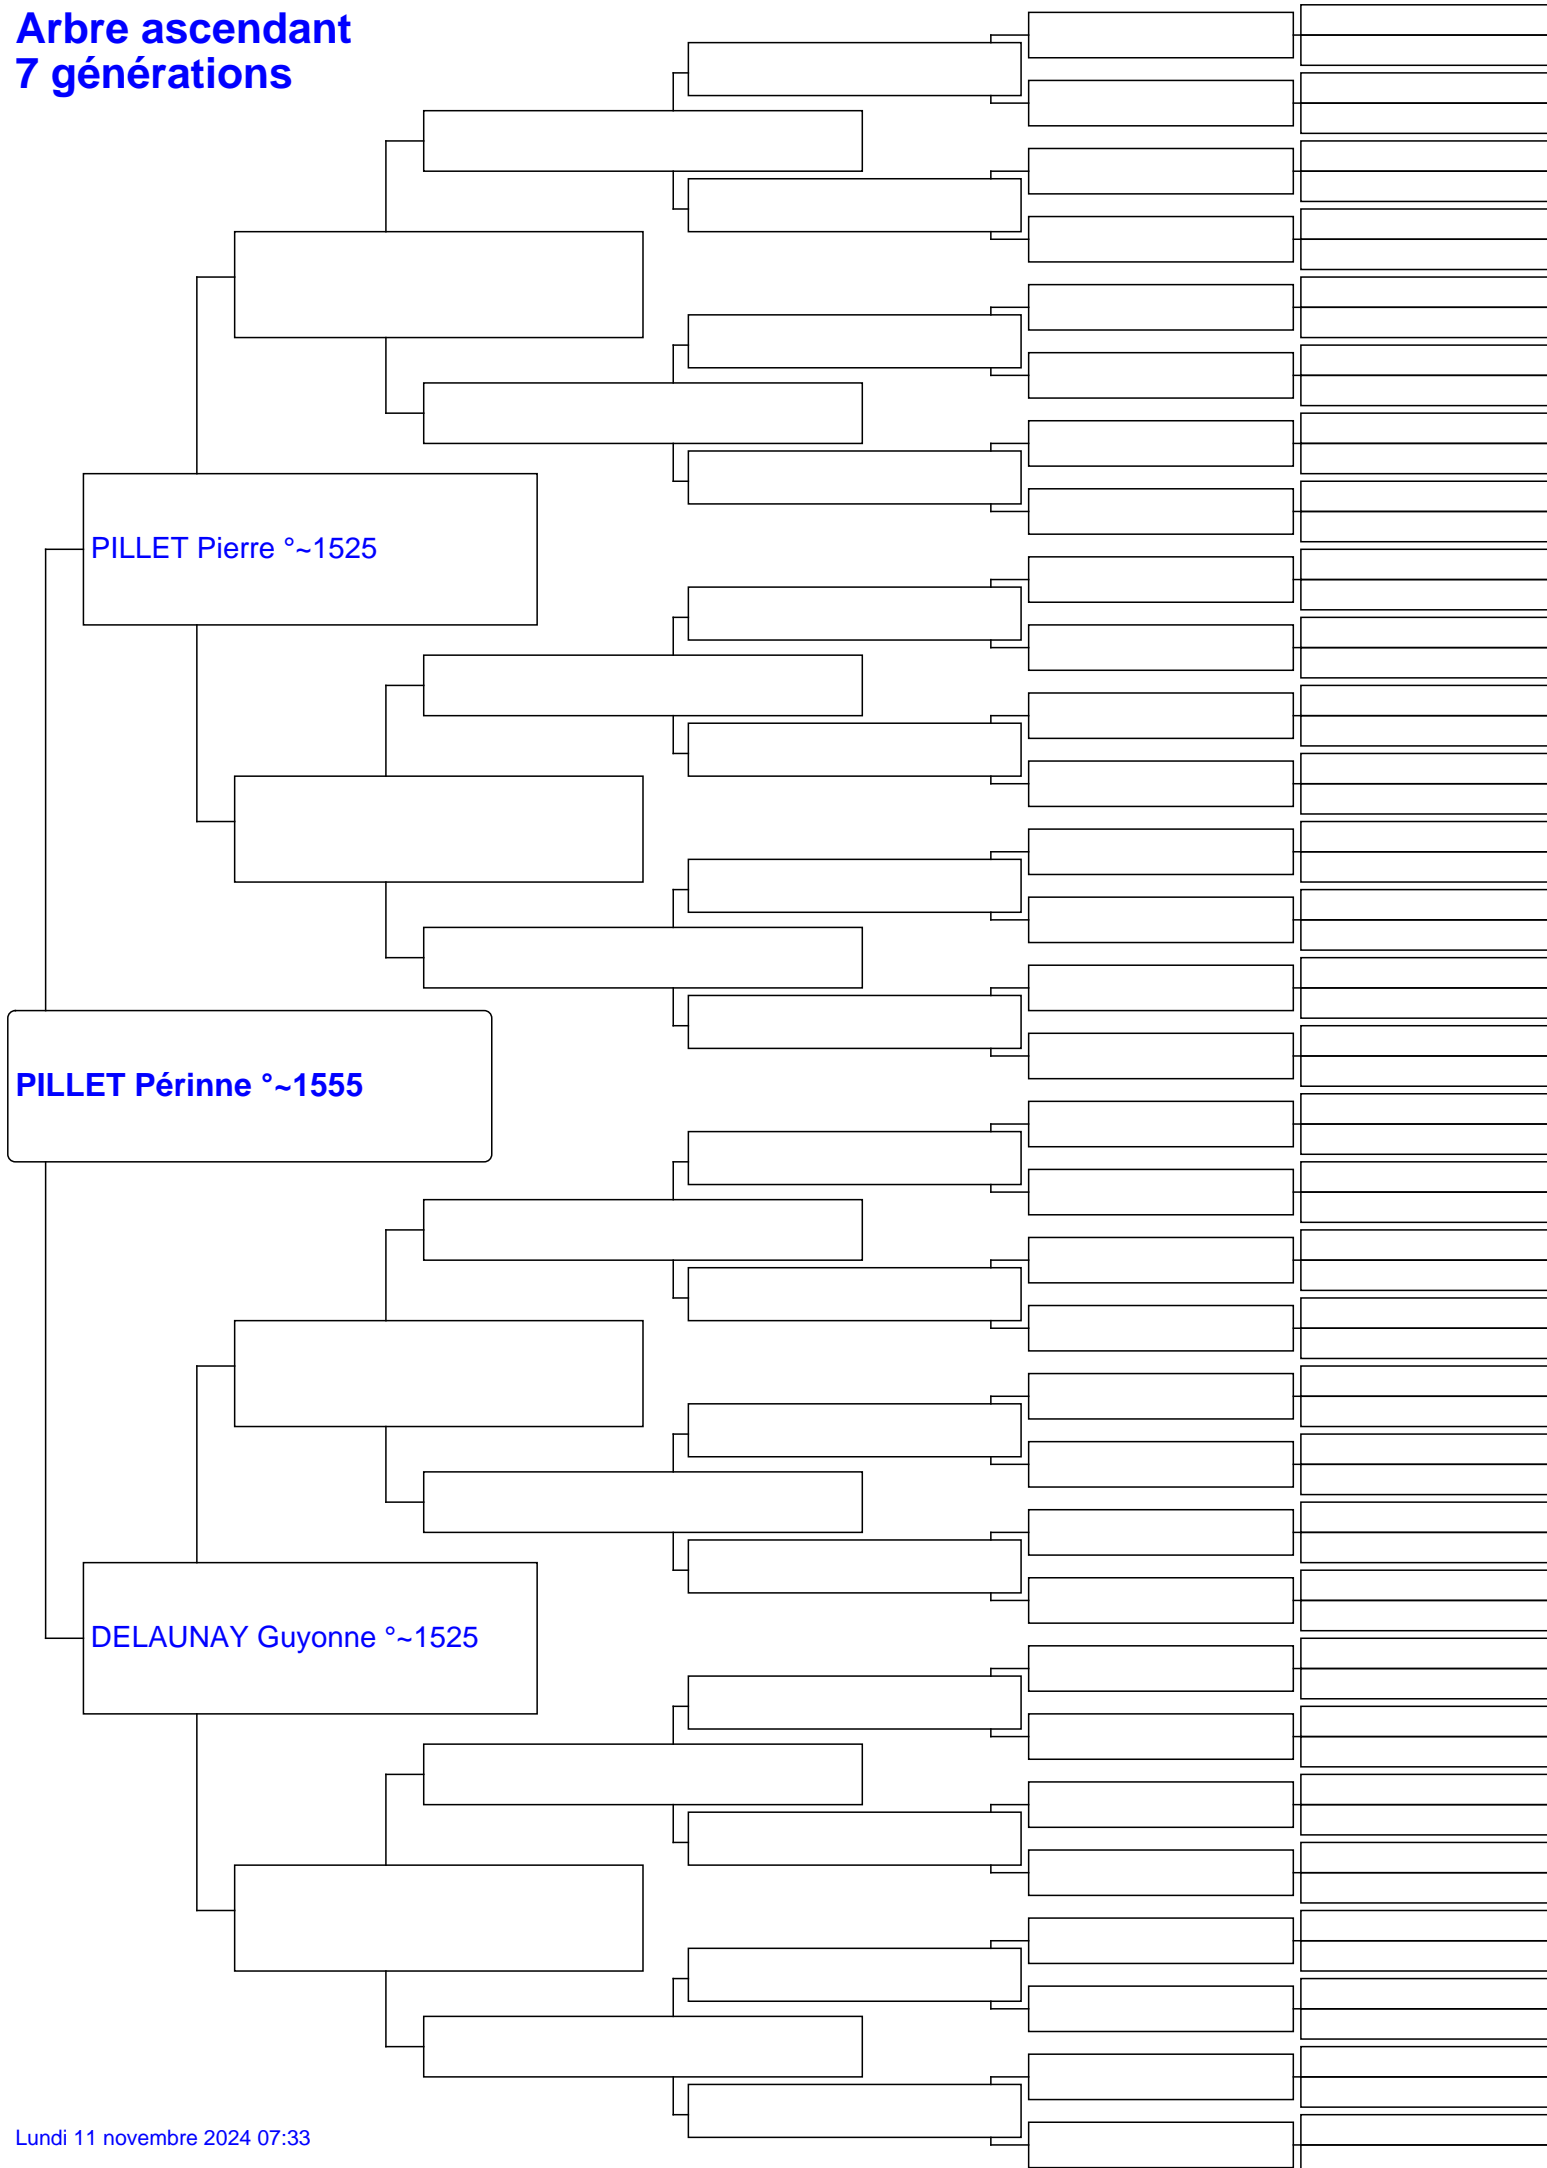 Arbre ascendant
7 générations
PILLET Pierre °~1525
PILLET Périnne °~1555
DELAUNAY Guyonne °~1525
Lundi 11 novembre 2024 07:33